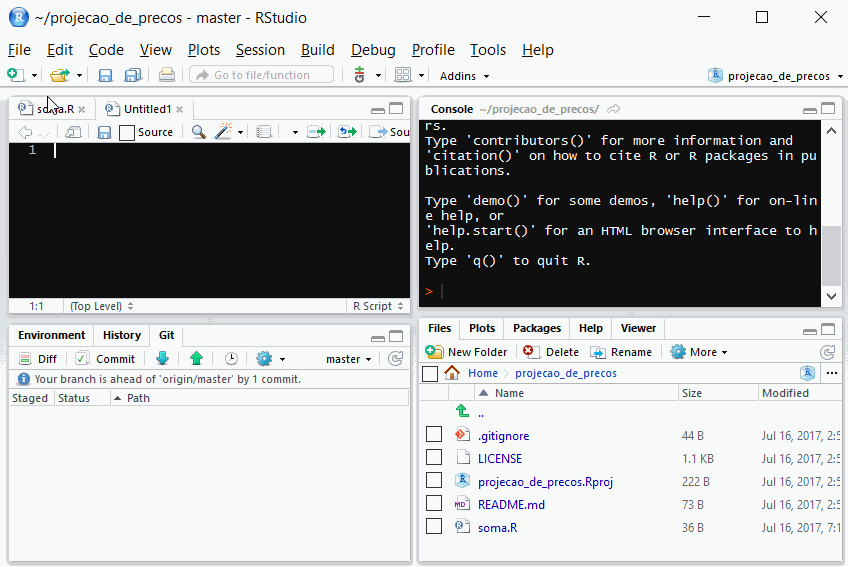 ~/projecao_de_precos - master - RStudio
File Edit Code View Plots Session Build Debug Profile Tools Help
Go to file/function Addins projecao_de_precos
soma.R Untitled1
Source Sou
1
1:1 (Top Level) R Script
Console ~/projecao_de_precos/
rs.
Type 'contributors()' for more information and
'citation()' on how to cite R or R packages in pu
blications.
Type 'demo()' for some demos, 'help()' for on-lin
e help, or
'help.start()' for an HTML browser interface to h
elp.
Type 'q()' to quit R.
>
Environment History Git
Diff Commit master
Your branch is ahead of 'origin/master' by 1 commit.
Staged Status Path
Files Plots Packages Help Viewer
New Folder Delete Rename More
Home projecao_de_precos ...
Name Size Modified
..
.gitignore 44 B Jul 16, 2017, 2:5
LICENSE 1.1 KB Jul 16, 2017, 2:5
projecao_de_precos.Rproj 222 B Jul 16, 2017, 2:5
README.md 73 B Jul 16, 2017, 2:5
soma.R 36 B Jul 16, 2017, 7:1